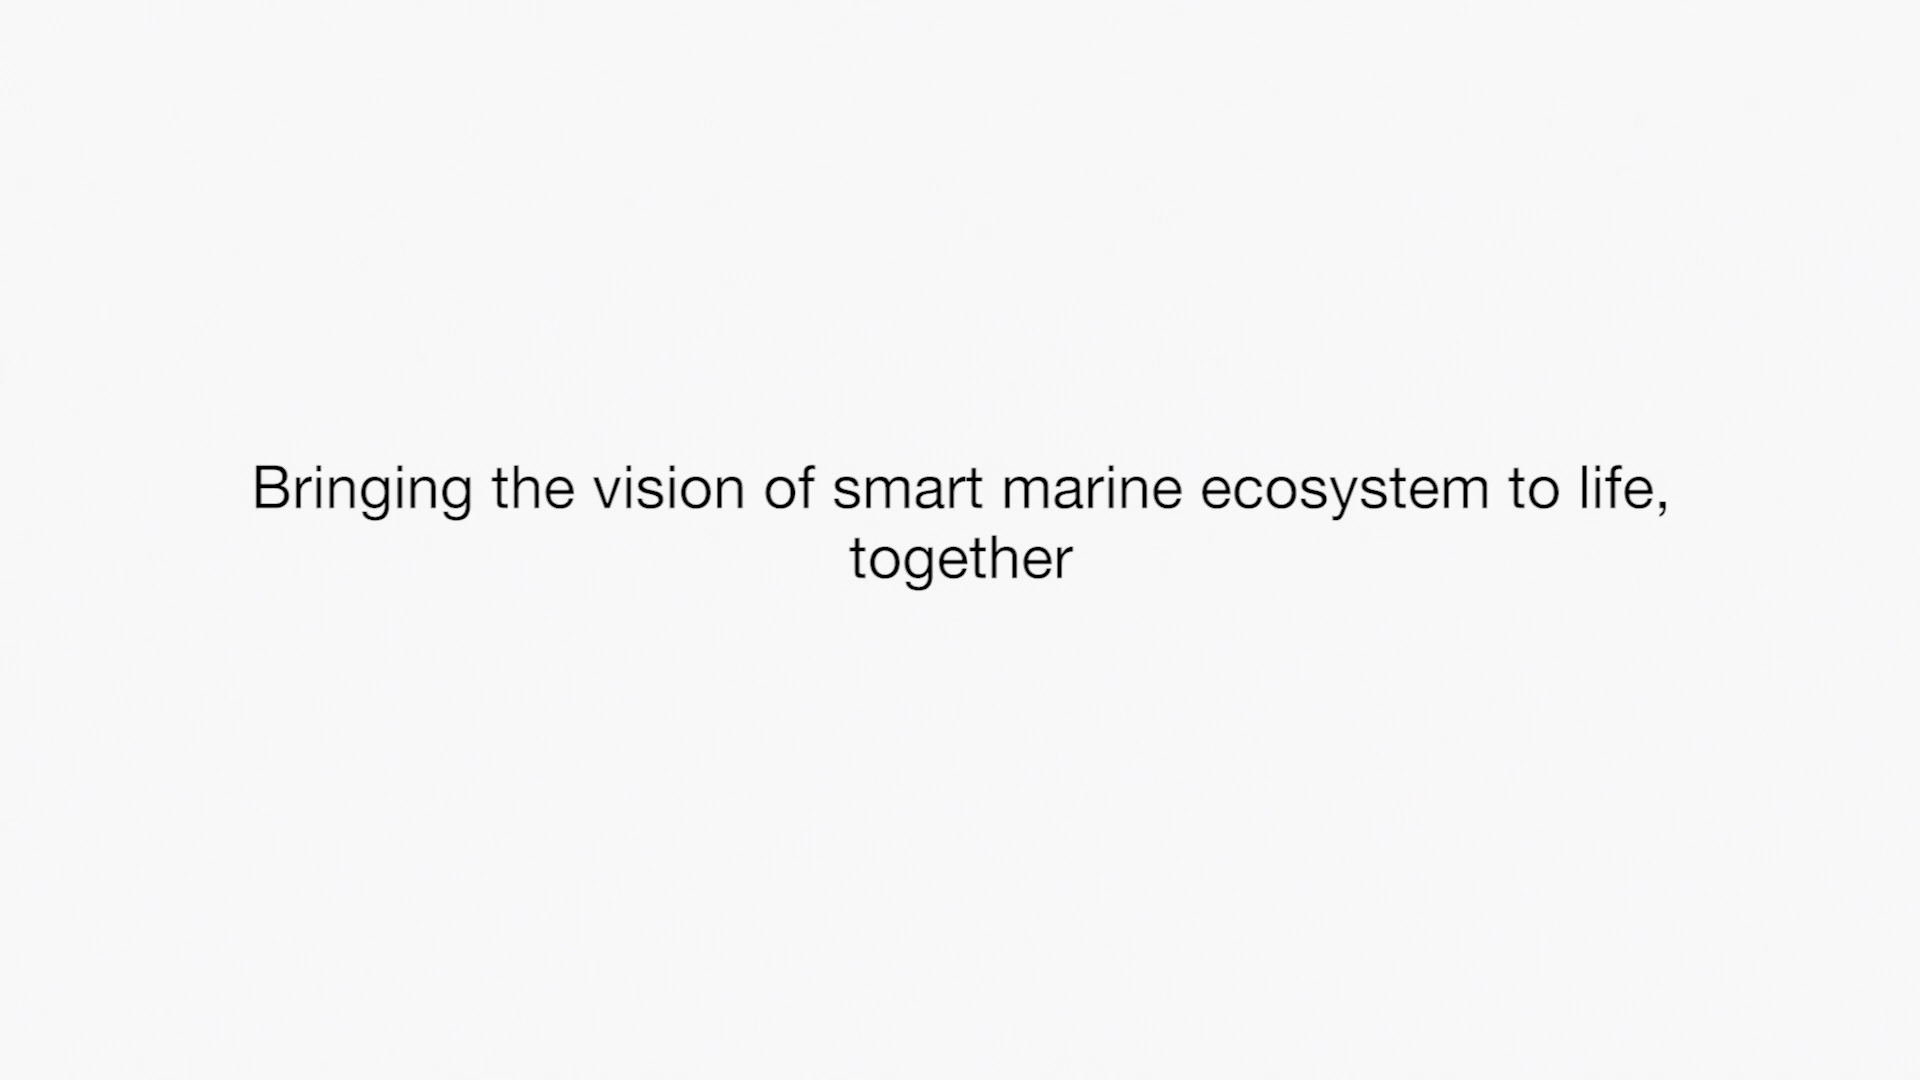 Bringing the vision of smart marine ecosystem to life,
together